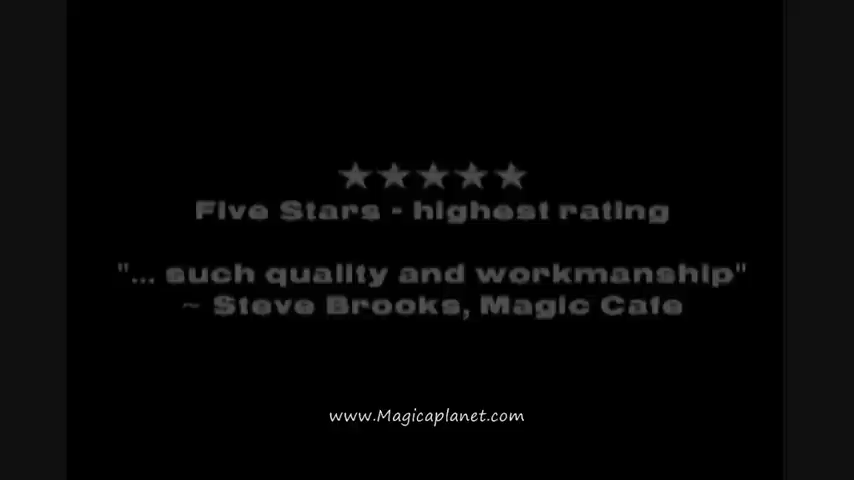 ★★★★★
Five Stars - highest rating
"... such quality and workmanship"
~ Steve Brooks, Magic Cafe
www.Magicaplanet.com